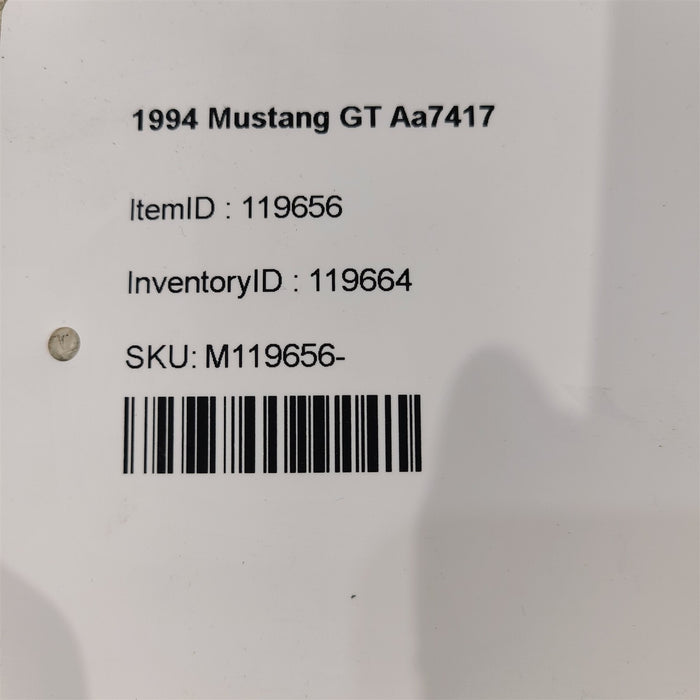 1994 Mustang GT Aa7417
ItemID : 119656
InventoryID : 119664
SKU: M119656-